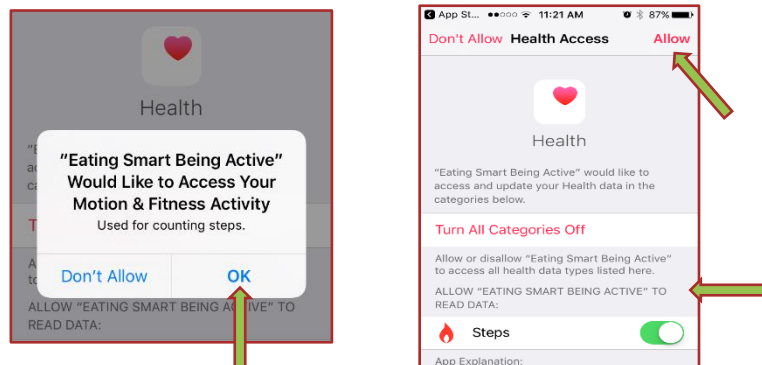 Health
"E
ac
ca
"Eating Smart Being Active"
Would Like to Access Your
Motion & Fitness Activity
Used for counting steps.
T
A
to
Don't Allow OK
ALLOW "EATING SMART BEING ACTIVE" TO
READ DATA:
App St... 11:21 AM 87%
Don't Allow Health Access Allow
Health
"Eating Smart Being Active" would like to
access and update your Health data in the
categories below.
Turn All Categories Off
Allow or disallow "Eating Smart Being Active"
to access all health data types listed here.
ALLOW "EATING SMART BEING ACTIVE" TO
READ DATA:
Steps
App Explanation: